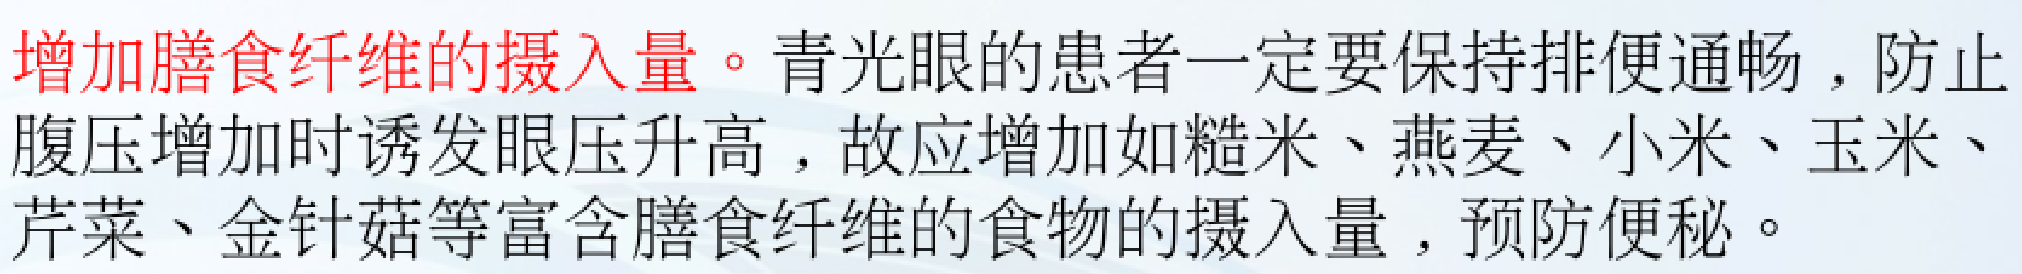 增加膳食纤维的摄入量。青光眼的患者一定要保持排便通畅，防止
腹压增加时诱发眼压升高，故应增加如糙米、燕麦、小米、玉米、
芹菜、金针菇等富含膳食纤维的食物的摄入量，预防便秘。